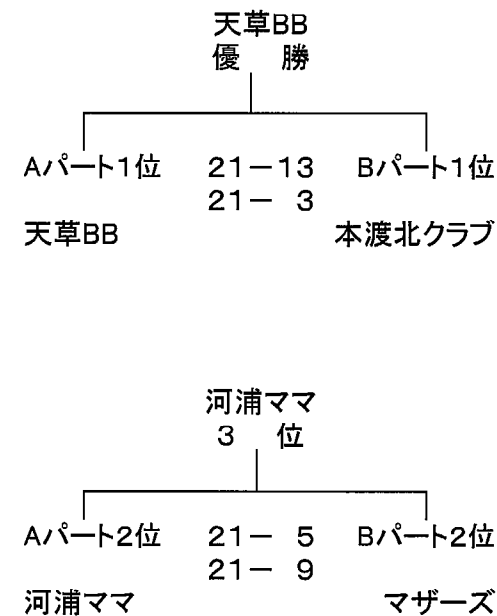 天草BB
優 勝
Aパート1位 21－13 Bパート1位
21－ 3
天草BB 本渡北クラブ
河浦ママ
3 位
Aパート2位 21－ 5 Bパート2位
21－ 9
河浦ママ マザーズ